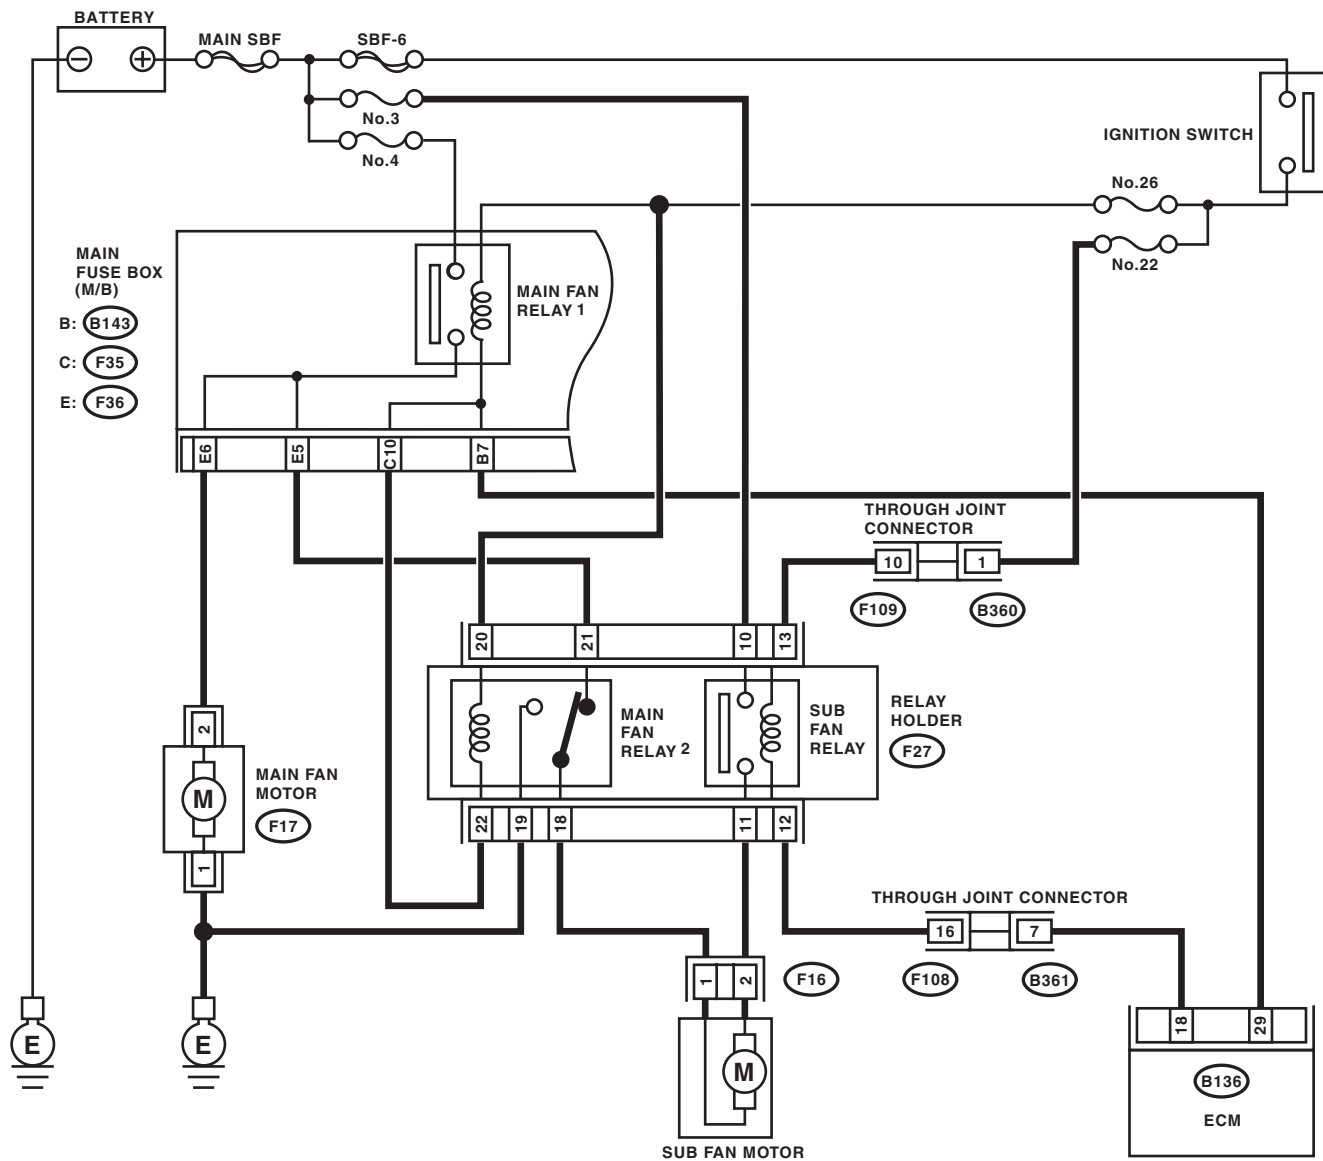 BATTERY
MAIN SBF
SBF-6
No.3
No.4
IGNITION SWITCH
No.26
No.22
MAIN
FUSE BOX
(M/B)
B: B143
C: F35
E: F36
MAIN FAN
RELAY 1
E6
E5
C10
B7
THROUGH JOINT
CONNECTOR
10
1
F109
B360
20
21
10
13
MAIN
FAN
RELAY 2
SUB
FAN
RELAY
RELAY
HOLDER
F27
22
19
18
11
12
2
M
1
MAIN FAN
MOTOR
F17
THROUGH JOINT CONNECTOR
16
7
F108
B361
1
2
F16
M
SUB FAN MOTOR
18
29
B136
ECM
E
E